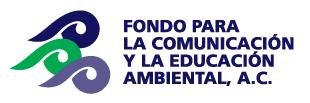 FONDO PARA
LA COMUNICACIÓN
Y LA EDUCACIÓN
AMBIENTAL, A.C.